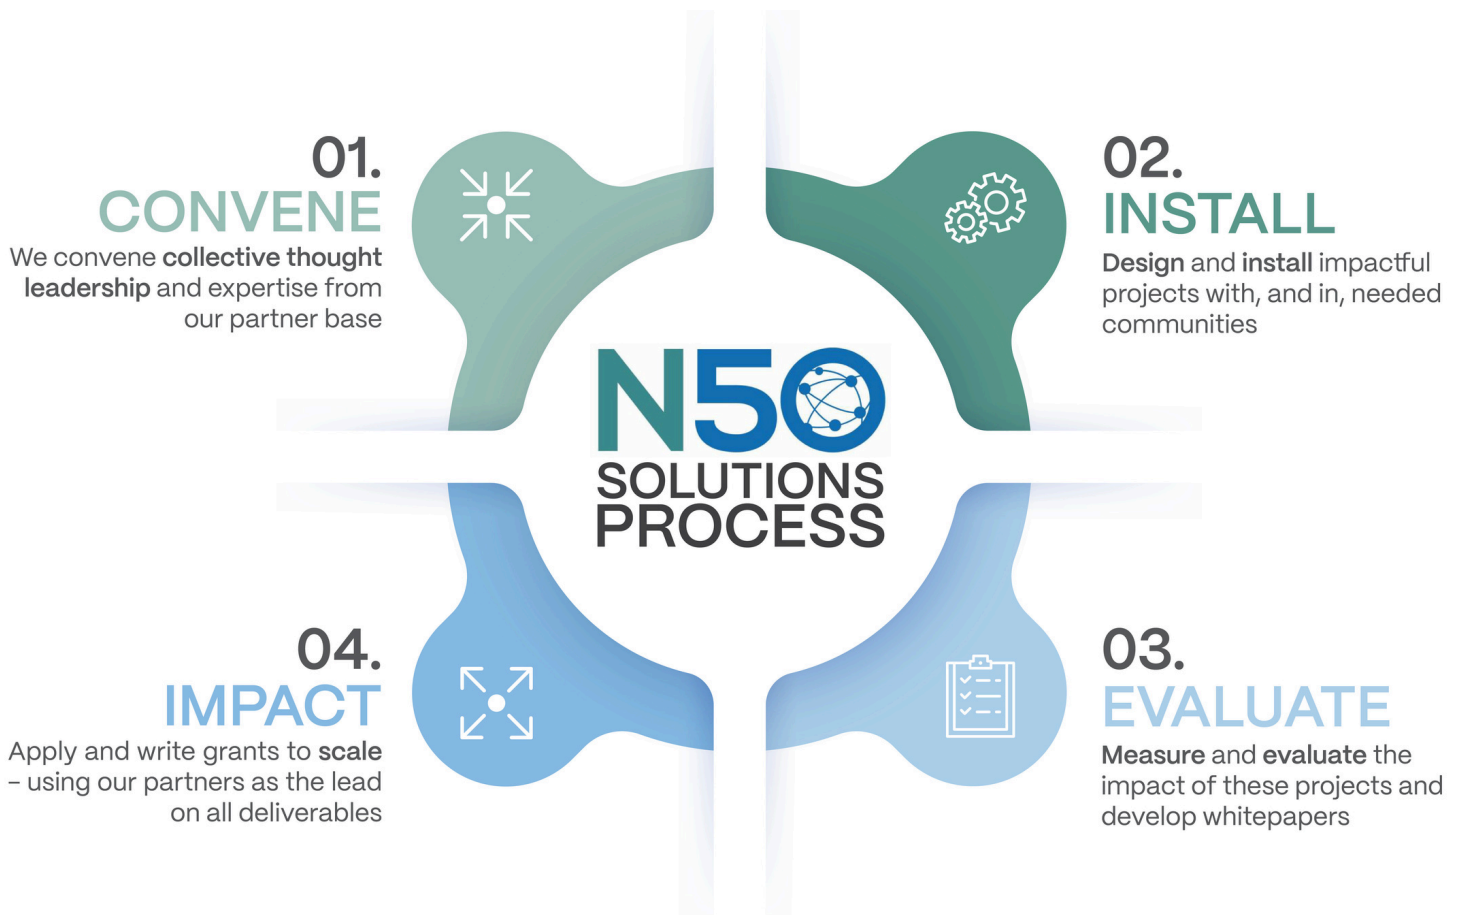 01.
CONVENE
We convene collective thought
leadership and expertise from
our partner base
02.
INSTALL
Design and install impactful
projects with, and in, needed
communities
N50
SOLUTIONS
PROCESS
04.
IMPACT
Apply and write grants to scale
– using our partners as the lead
on all deliverables
03.
EVALUATE
Measure and evaluate the
impact of these projects and
develop whitepapers